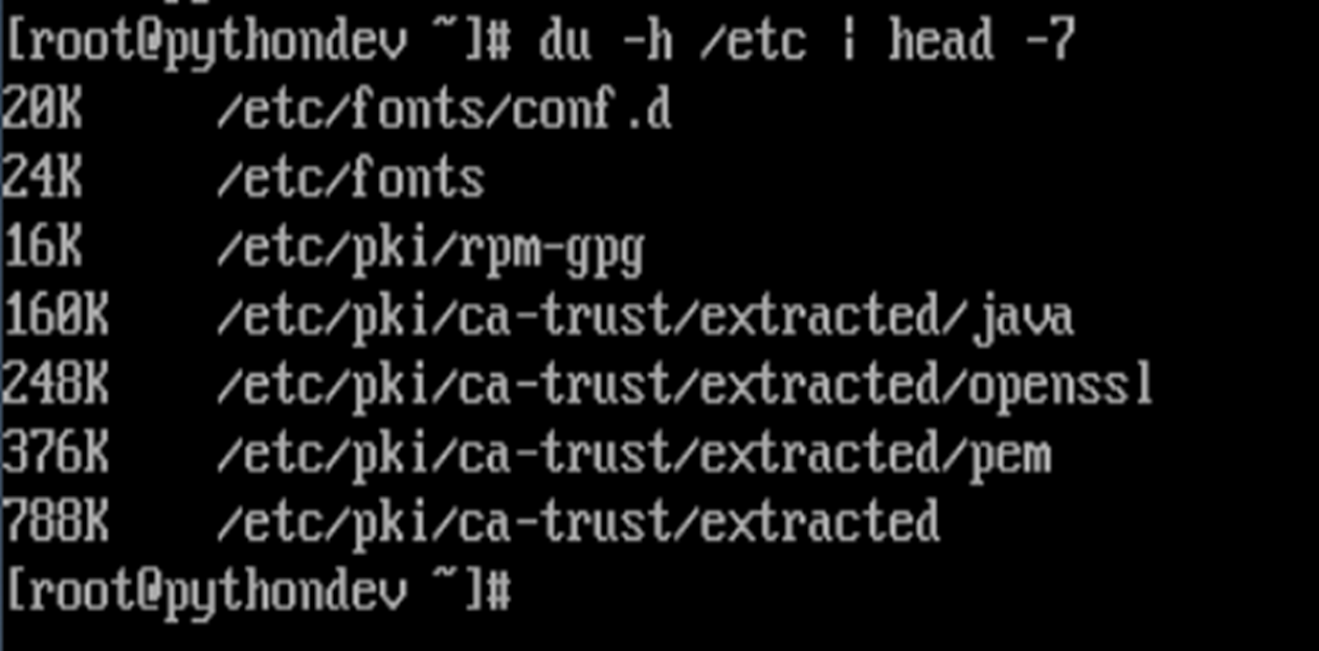 [root@pythondev ~]# du -h /etc | head -7
20K     /etc/fonts/conf.d
24K     /etc/fonts
16K     /etc/pki/rpm-gpg
160K    /etc/pki/ca-trust/extracted/java
248K    /etc/pki/ca-trust/extracted/openssl
376K    /etc/pki/ca-trust/extracted/pem
788K    /etc/pki/ca-trust/extracted
[root@pythondev ~]#